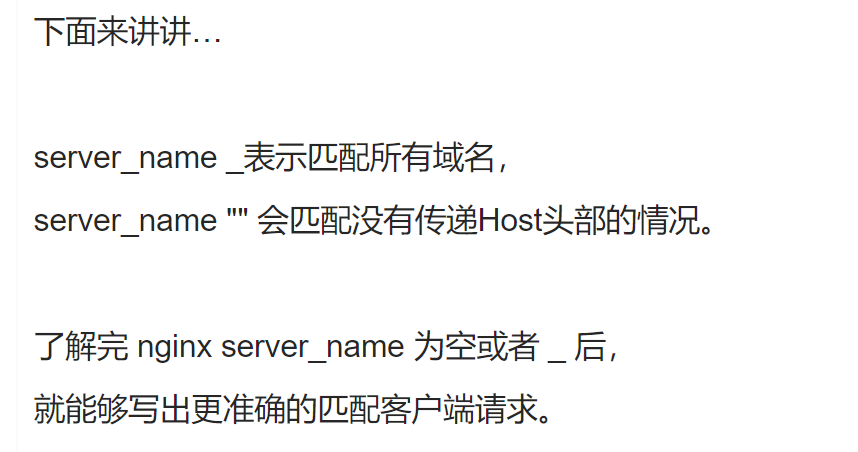 下面来讲讲…
server_name _表示匹配所有域名，
server_name "" 会匹配没有传递Host头部的情况。
了解完 nginx server_name 为空或者 _ 后，
就能够写出更准确的匹配客户端请求。